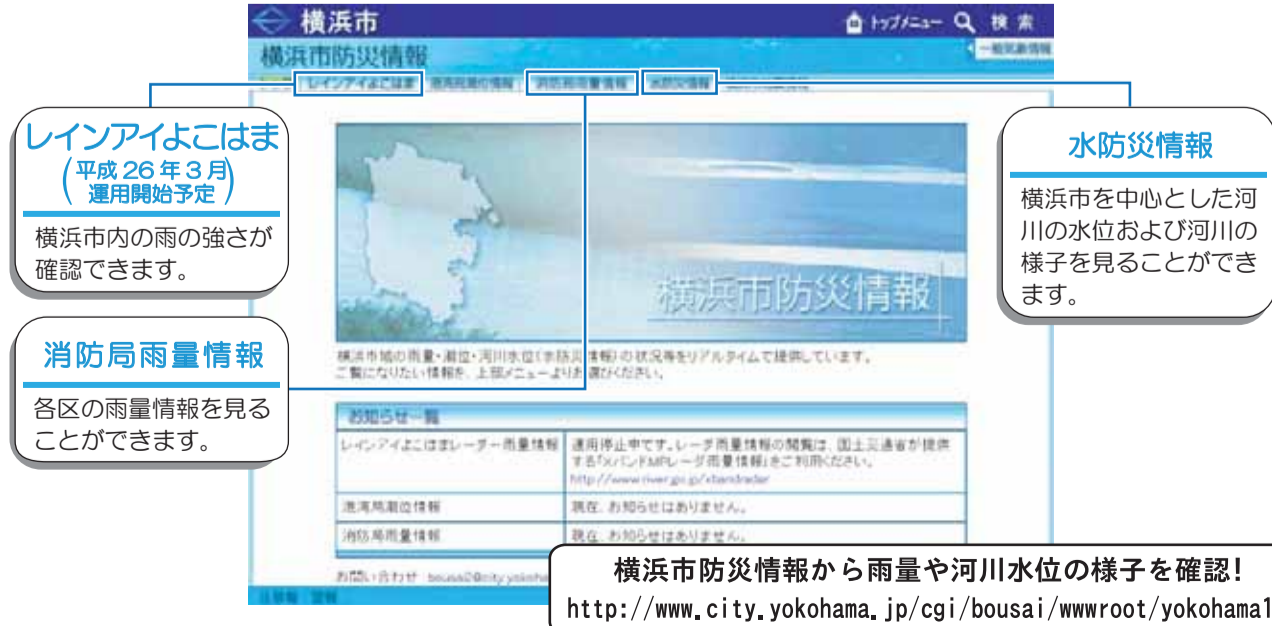 横浜市
トップメニュー 検索
横浜市防災情報
一般気象情報
レインアイよこはま 港湾局潮位情報 消防局雨量情報 水防災情報
レインアイよこはま
(平成26年3月
運用開始予定)
横浜市内の雨の強さが
確認できます。
消防局雨量情報
各区の雨量情報を見る
ことができます。
水防災情報
横浜市を中心とした河
川の水位および河川の
様子を見ることができ
ます。
横浜市防災情報
横浜市域の雨量・潮位・河川水位(水防災情報)の状況等をリアルタイムで提供しています。
ご覧になりたい情報を、上部メニューよりお選びください。
お知らせ一覧
レインアイよこはまレーダー雨量情報 運用停止中です。レーダ雨量情報の閲覧は、国土交通省が提供
する「XバンドMPレーダ雨量情報」をご利用ください。
http://www.river.go.jp/xbandradar
港湾局潮位情報 現在、お知らせはありません。
消防局雨量情報 現在、お知らせはありません。
お問い合わせ
注意報 警報
横浜市防災情報から雨量や河川水位の様子を確認!
http://www.city.yokohama.jp/cgi/bousai/wwwroot/yokohama1